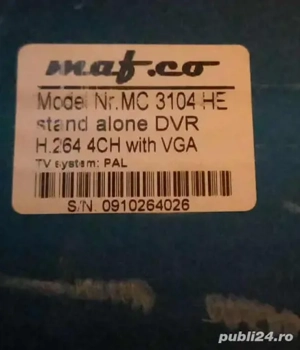 maf.co
Model Nr.MC 3104 HE
stand alone DVR
H.264 4CH with VGA
TV system: PAL
S/N. 0910264026
publi24.ro